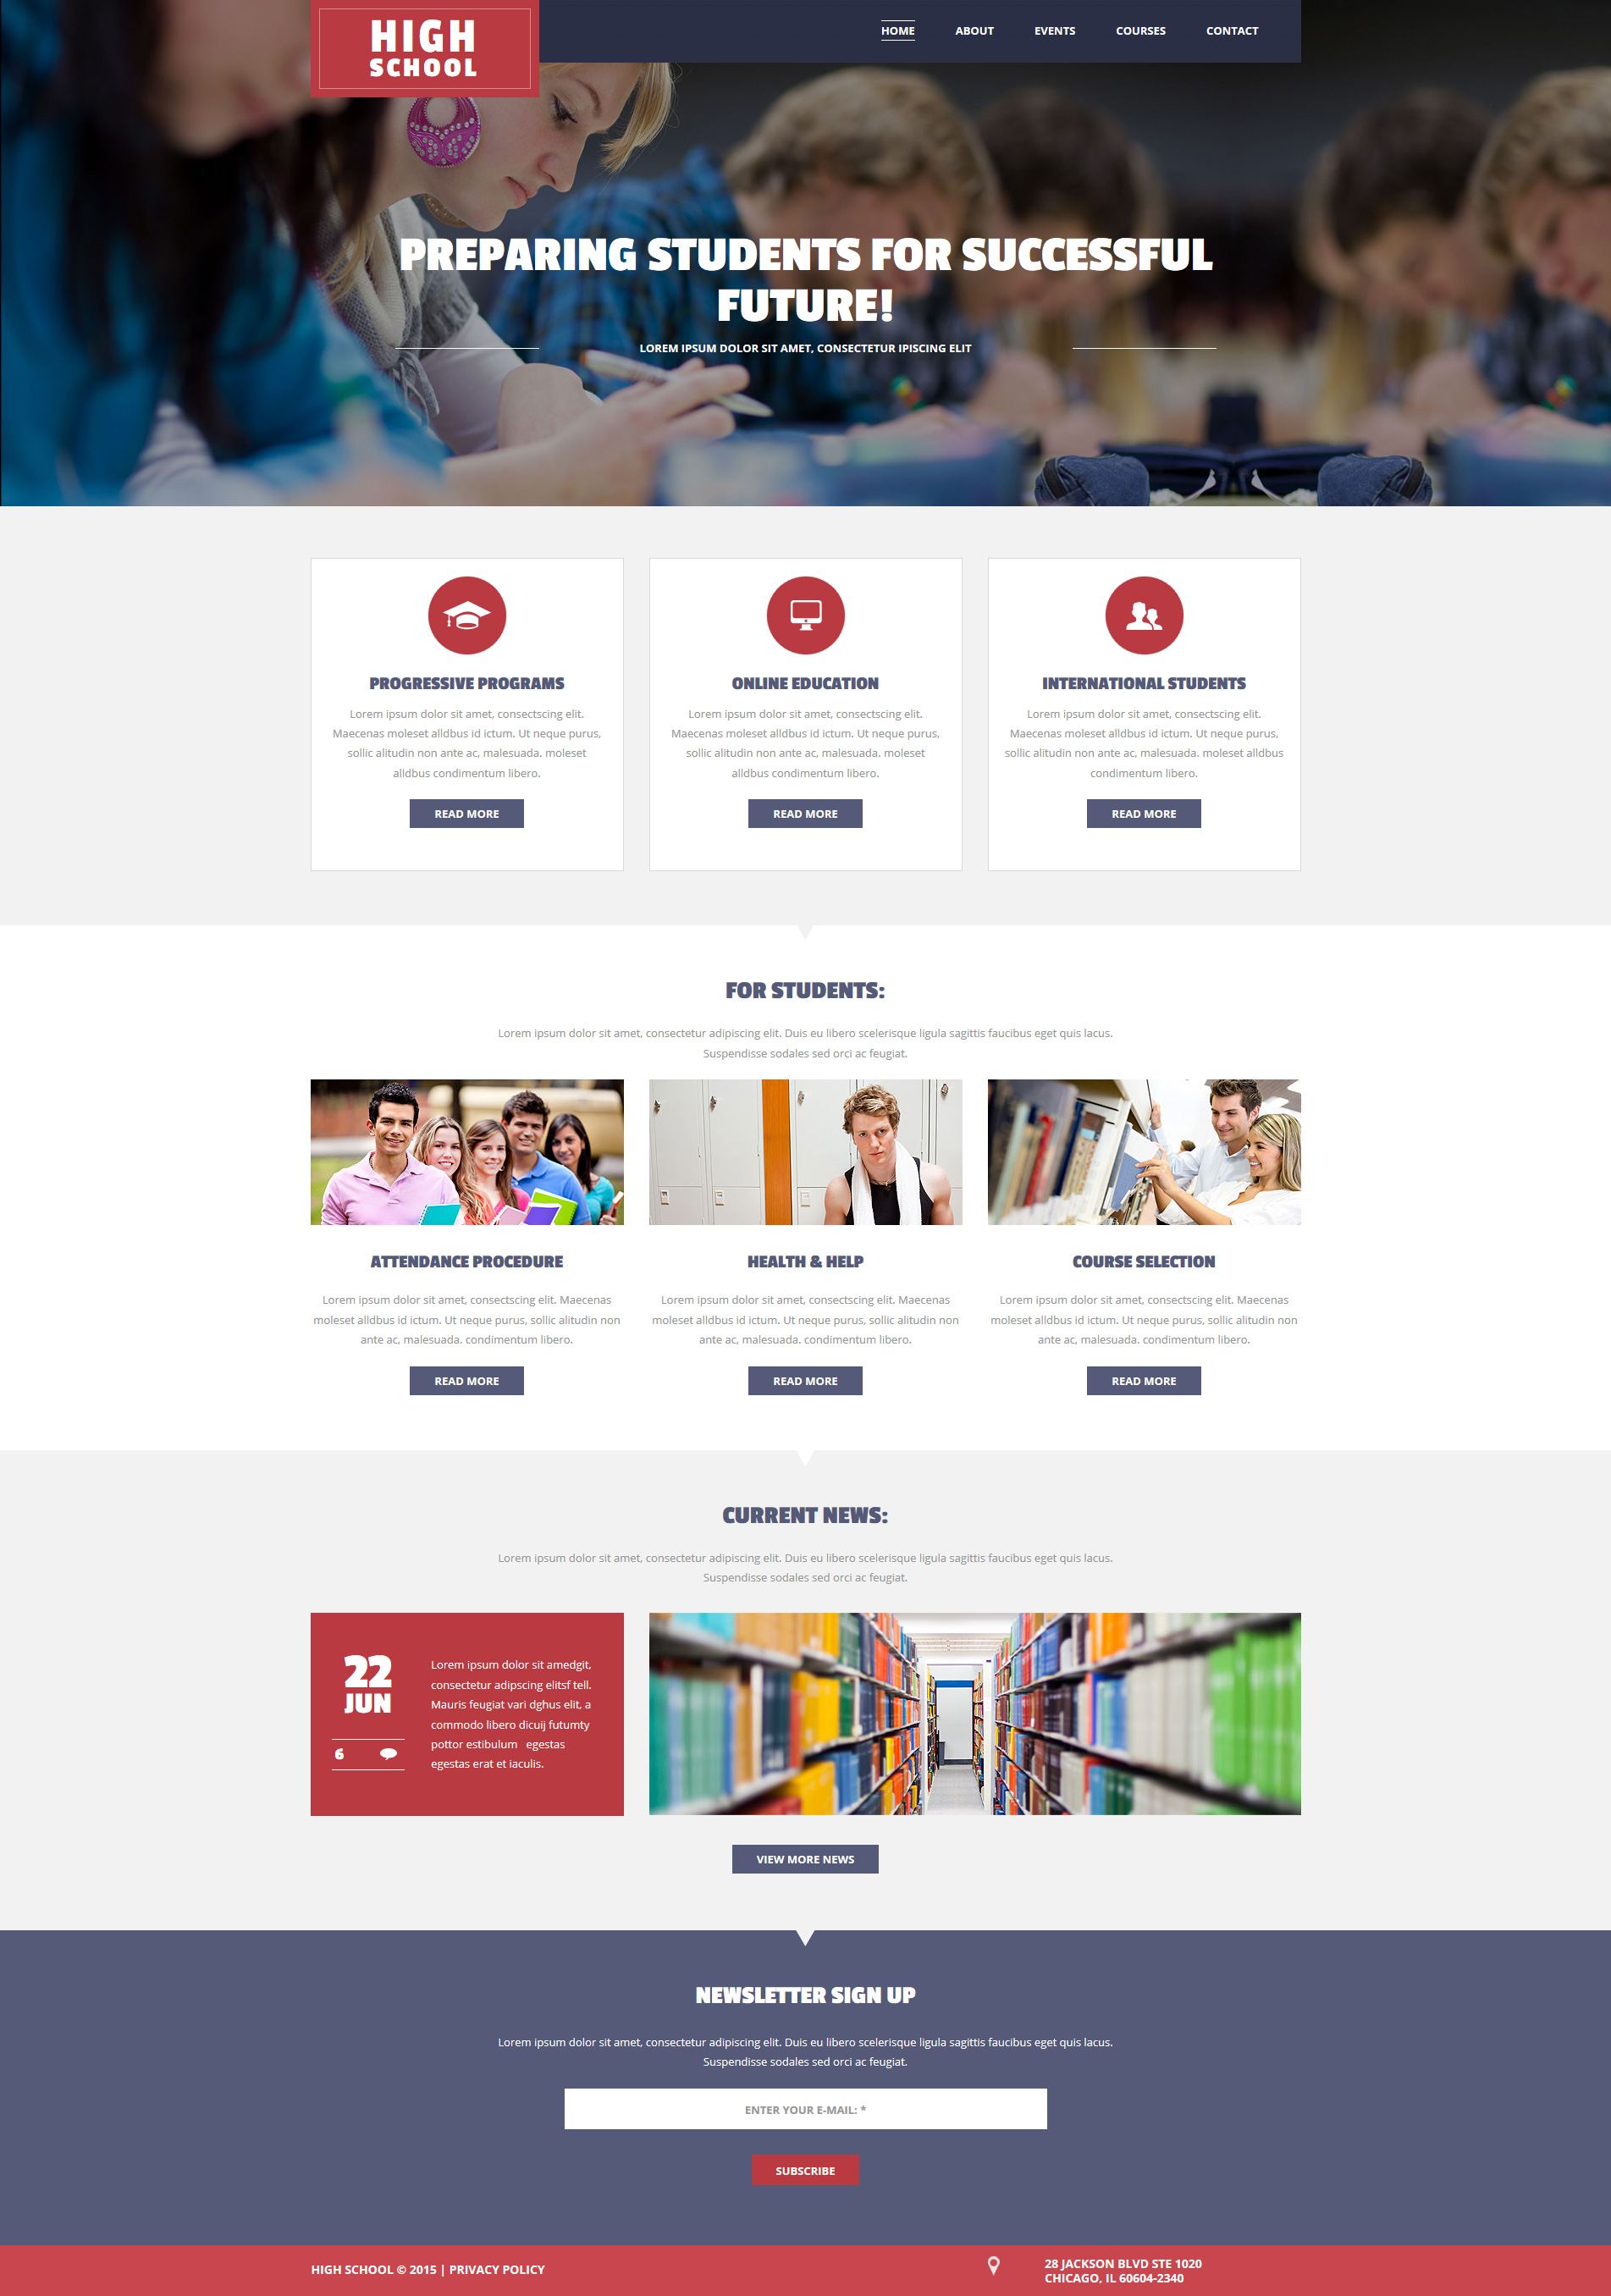 HIGH
SCHOOL
HOME
ABOUT
EVENTS
COURSES
CONTACT
PREPARING STUDENTS FOR SUCCESSFUL
FUTURE!
LOREM IPSUM DOLOR SIT AMET, CONSECTETUR IPISCING ELIT
PROGRESSIVE PROGRAMS
Lorem ipsum dolor sit amet, consectscing elit.
Maecenas moleset alldbus id ictum. Ut neque purus,
sollic alitudin non ante ac, malesuada. moleset
alldbus condimentum libero.
READ MORE
ONLINE EDUCATION
Lorem ipsum dolor sit amet, consectscing elit.
Maecenas moleset alldbus id ictum. Ut neque purus,
sollic alitudin non ante ac, malesuada. moleset
alldbus condimentum libero.
READ MORE
INTERNATIONAL STUDENTS
Lorem ipsum dolor sit amet, consectscing elit.
Maecenas moleset alldbus id ictum. Ut neque purus,
sollic alitudin non ante ac, malesuada. moleset alldbus
condimentum libero.
READ MORE
FOR STUDENTS:
Lorem ipsum dolor sit amet, consectetur adipiscing elit. Duis eu libero scelerisque ligula sagittis faucibus eget quis lacus.
Suspendisse sodales sed orci ac feugiat.
ATTENDANCE PROCEDURE
Lorem ipsum dolor sit amet, consectscing elit. Maecenas
moleset alldbus id ictum. Ut neque purus, sollic alitudin non
ante ac, malesuada. condimentum libero.
READ MORE
HEALTH & HELP
Lorem ipsum dolor sit amet, consectscing elit. Maecenas
moleset alldbus id ictum. Ut neque purus, sollic alitudin non
ante ac, malesuada. condimentum libero.
READ MORE
COURSE SELECTION
Lorem ipsum dolor sit amet, consectscing elit. Maecenas
moleset alldbus id ictum. Ut neque purus, sollic alitudin non
ante ac, malesuada. condimentum libero.
READ MORE
CURRENT NEWS:
Lorem ipsum dolor sit amet, consectetur adipiscing elit. Duis eu libero scelerisque ligula sagittis faucibus eget quis lacus.
Suspendisse sodales sed orci ac feugiat.
22
JUN
6
Lorem ipsum dolor sit amedgit,
consectetur adipscing elitsf tell.
Mauris feugiat vari dghus elit, a
commodo libero dicuij futumty
pottor estibulum egestas
egestas erat et iaculis.
VIEW MORE NEWS
NEWSLETTER SIGN UP
Lorem ipsum dolor sit amet, consectetur adipiscing elit. Duis eu libero scelerisque ligula sagittis faucibus eget quis lacus.
Suspendisse sodales sed orci ac feugiat.
ENTER YOUR E-MAIL: *
SUBSCRIBE
HIGH SCHOOL © 2015 | PRIVACY POLICY
28 JACKSON BLVD STE 1020
CHICAGO, IL 60604-2340